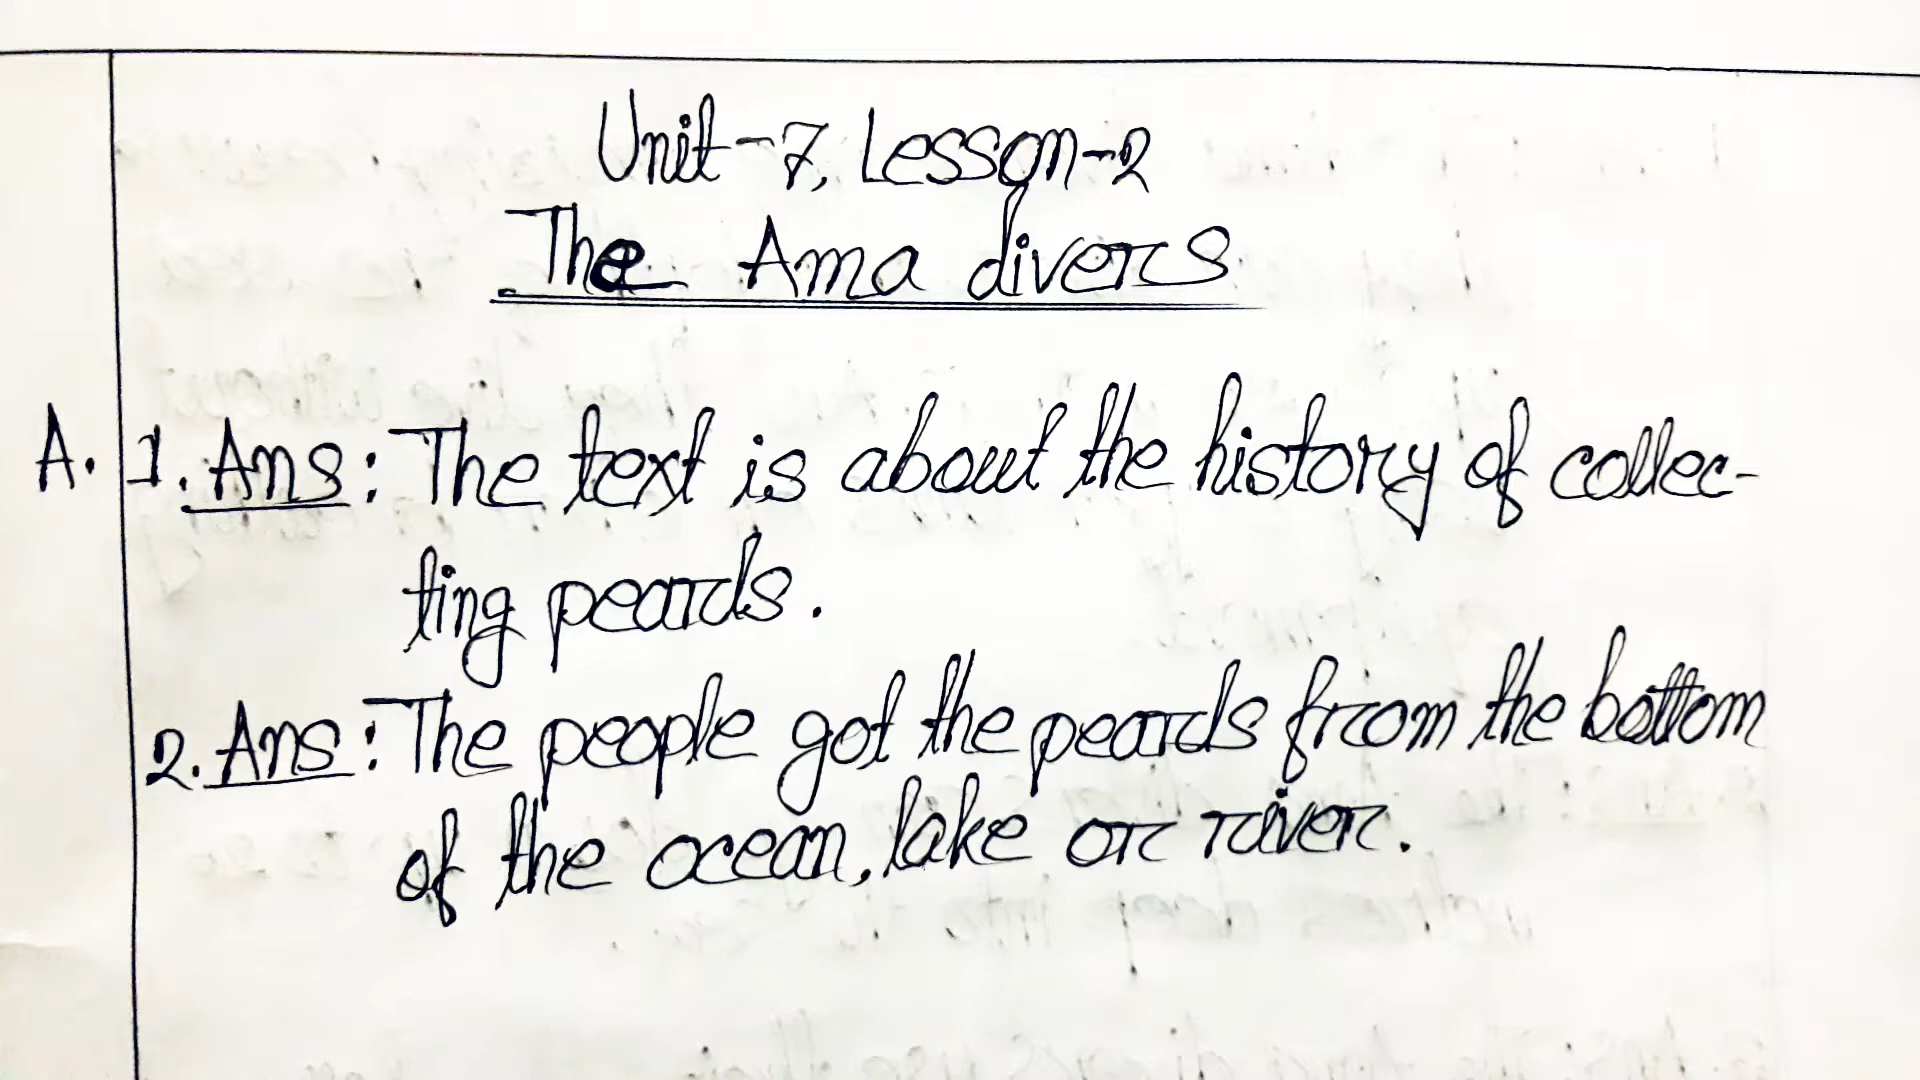 Unit-7, Lesson-2
The Ama divers
A. 1. Ans: The text is about the history of collec-
ting pearls.
2. Ans: The people got the pearls from the bottom
of the ocean, lake or river.